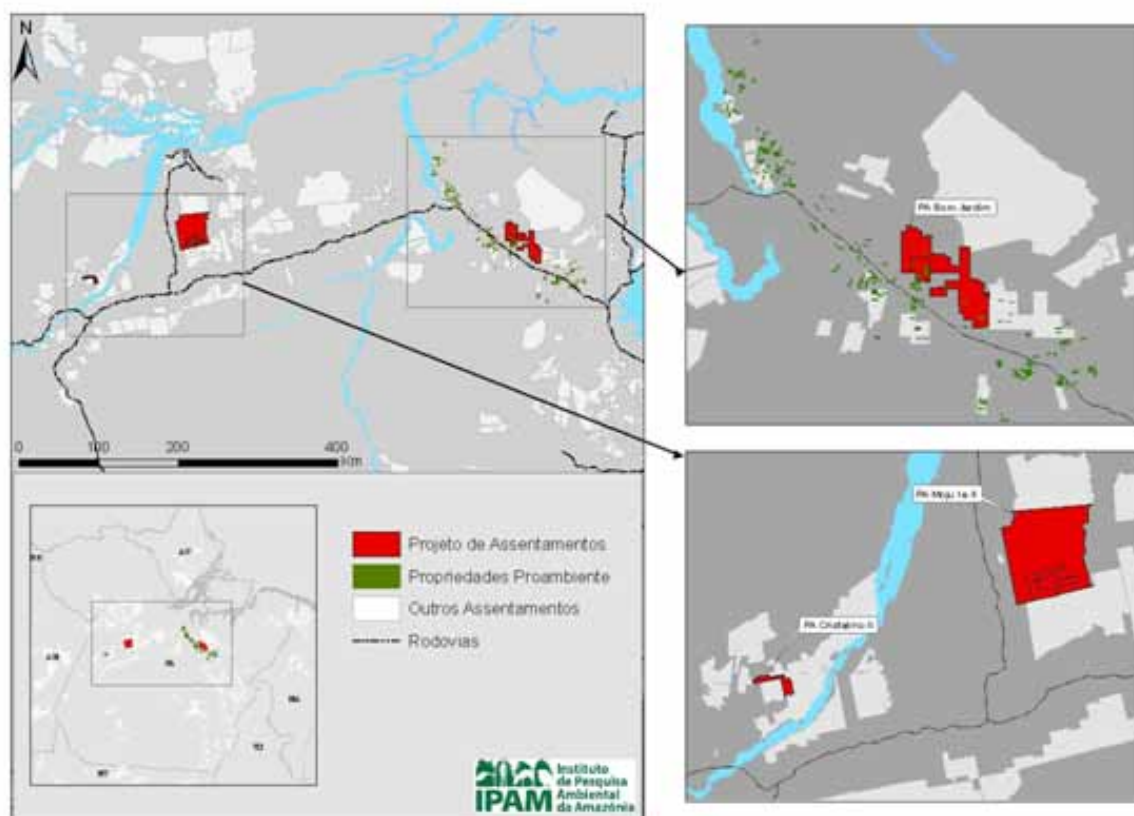 N
0 100 200 400
Km
Projeto de Assentamentos
Propriedades Proambiente
Outros Assentamentos
Rodovias
AP
PA
AM
MA
TO
MT
IPAM
Instituto
de Pesquisa
Ambiental
da Amazônia
PA Bom Jardim
PA Moju I e II
PA Cristalino II